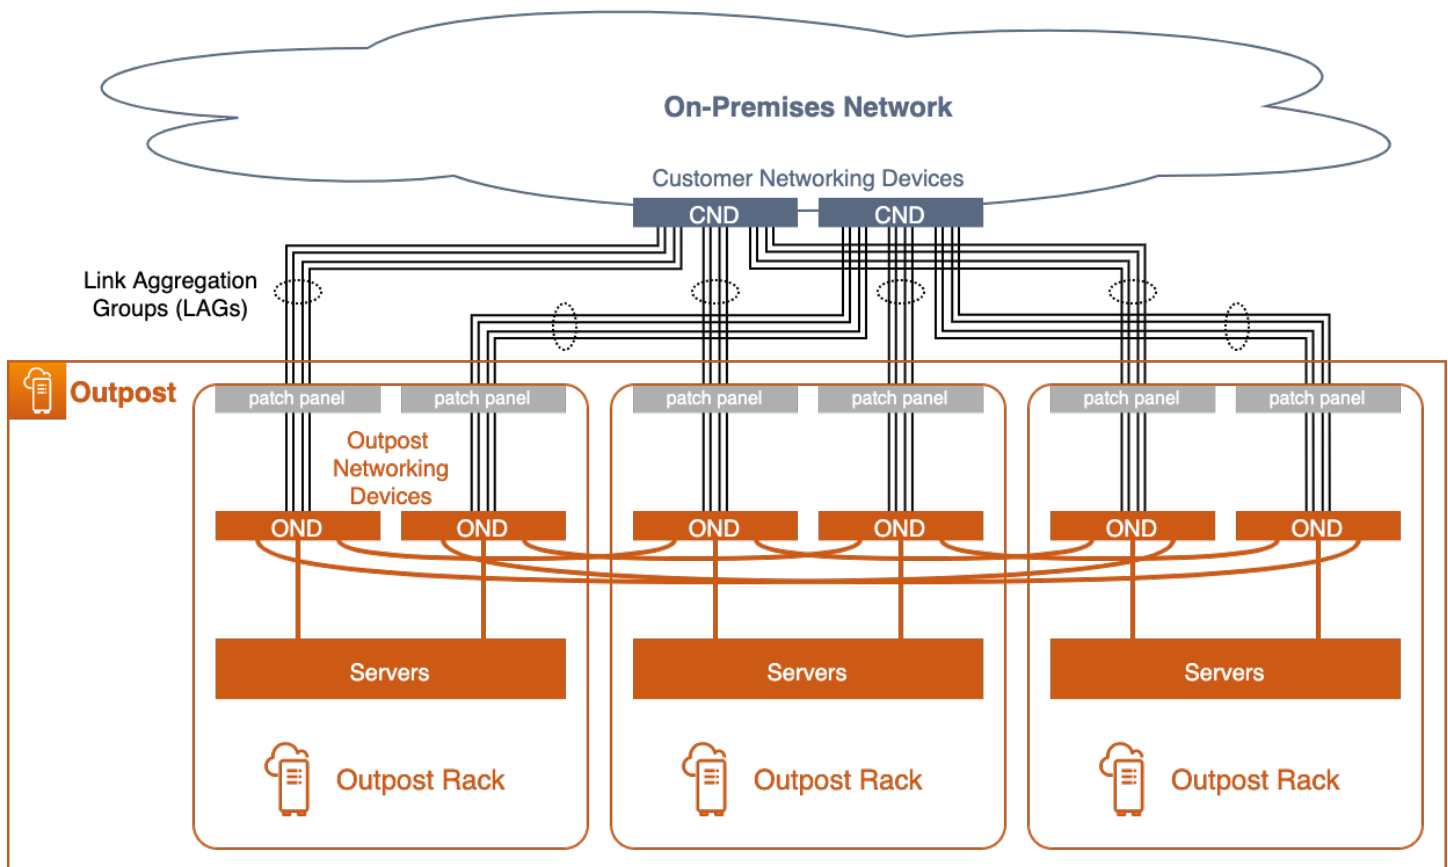 On-Premises Network
Customer Networking Devices
CND
CND
Link Aggregation
Groups (LAGs)
Outpost
patch panel
patch panel
patch panel
patch panel
patch panel
patch panel
Outpost
Networking
Devices
OND
OND
OND
OND
OND
OND
Servers
Servers
Servers
Outpost Rack
Outpost Rack
Outpost Rack